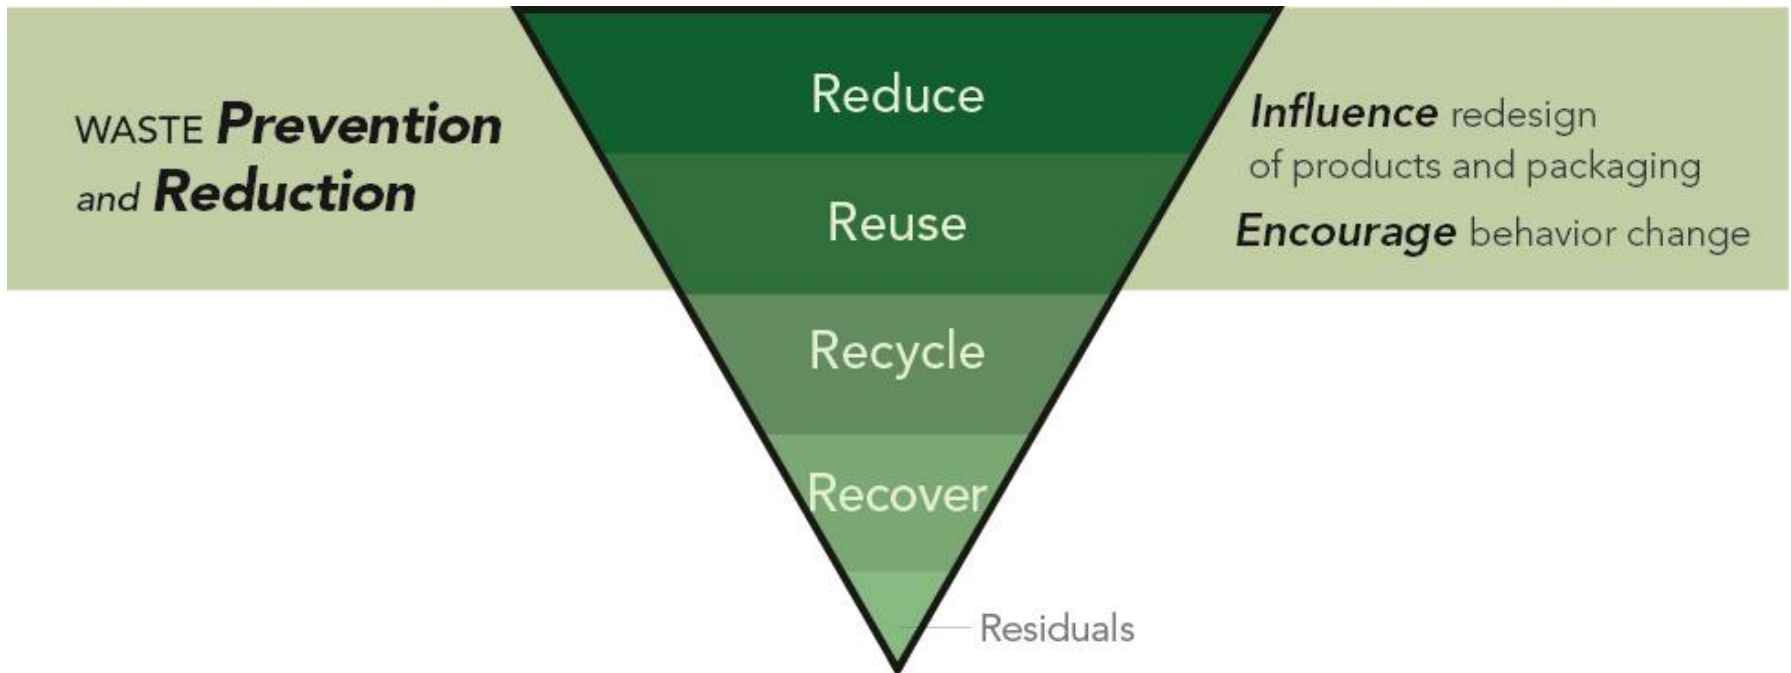 WASTE Prevention
and Reduction
Reduce
Reuse
Recycle
Recover
Residuals
Influence redesign
of products and packaging
Encourage behavior change